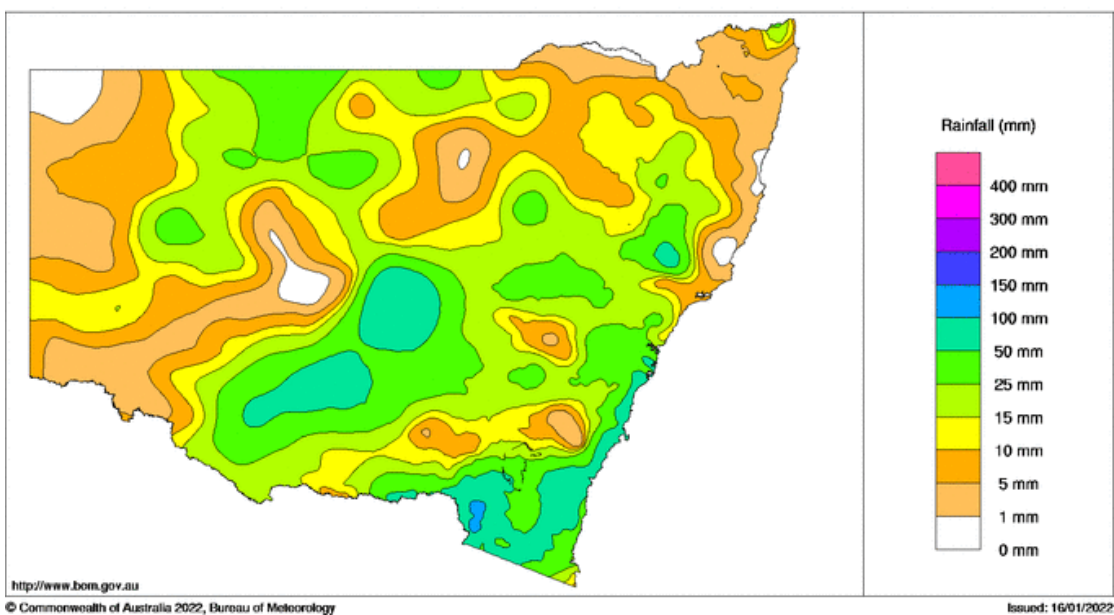 Rainfall (mm)
400 mm
300 mm
200 mm
150 mm
100 mm
50 mm
25 mm
15 mm
10 mm
5 mm
1 mm
0 mm
http://www.bom.gov.au
© Commonwealth of Australia 2022, Bureau of Meteorology
Issued: 16/01/2022